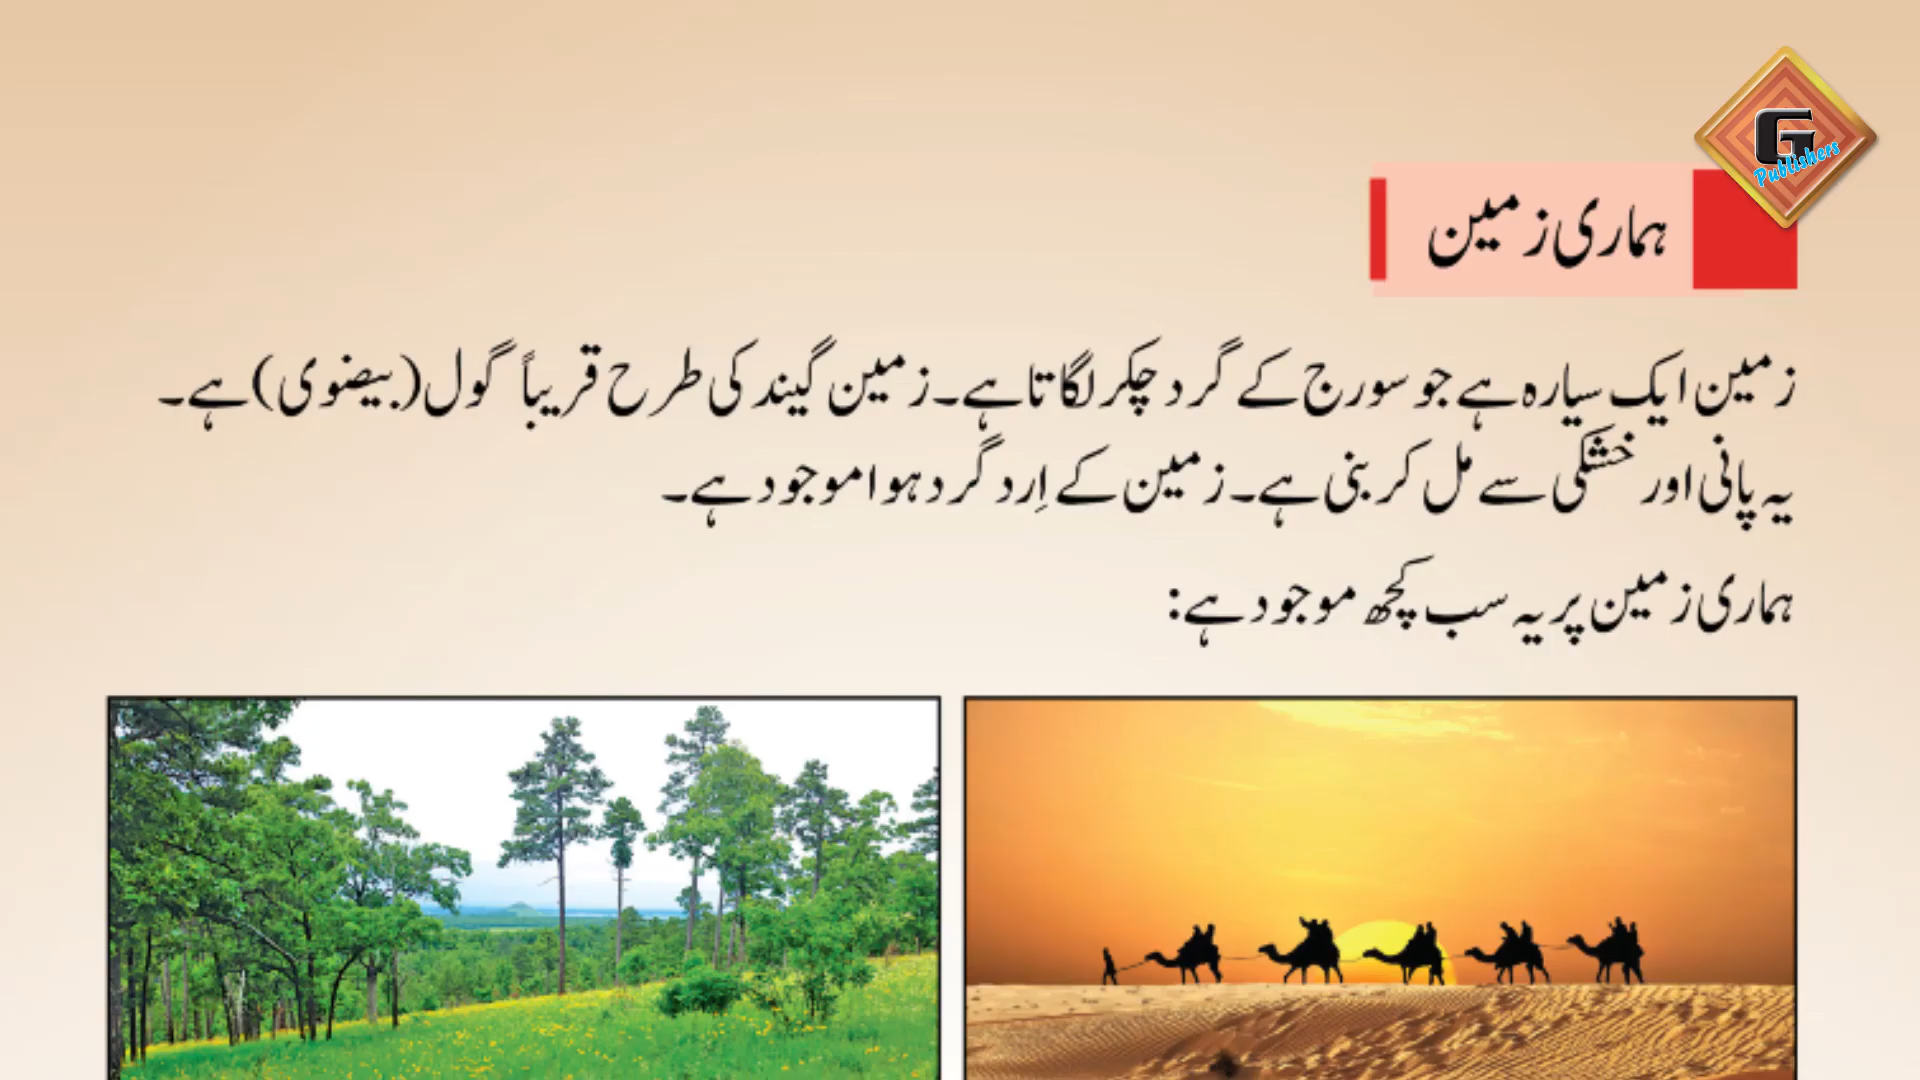 G
Publishers
ہماری زمین
زمین ایک سیارہ ہے جو سورج کے گرد چکر لگاتا ہے۔ زمین گیند کی طرح قریباً گول (بیضوی) ہے۔
یہ پانی اور خشکی سے مل کر بنی ہے۔ زمین کے اِرد گرد ہوا موجود ہے۔
ہماری زمین پر یہ سب کچھ موجود ہے: